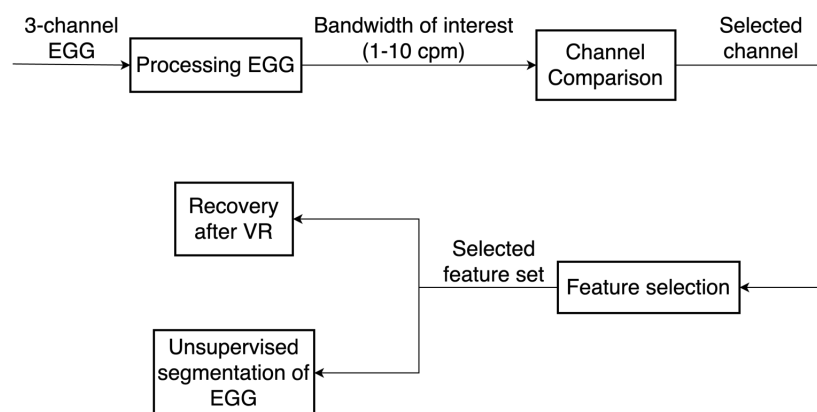 3-channel
EGG
Processing EGG
Bandwidth of interest
(1-10 cpm)
Channel
Comparison
Selected
channel
Recovery
after VR
Selected
feature set
Feature selection
Unsupervised
segmentation of
EGG